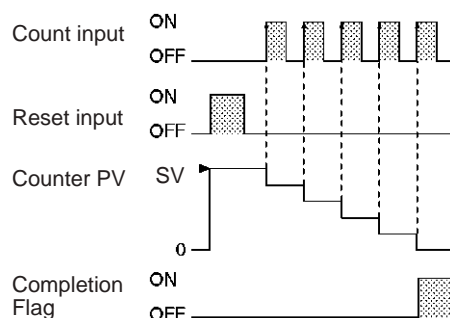 Count input
ON
OFF
Reset input
ON
OFF
Counter PV
SV
0
Completion
Flag
ON
OFF